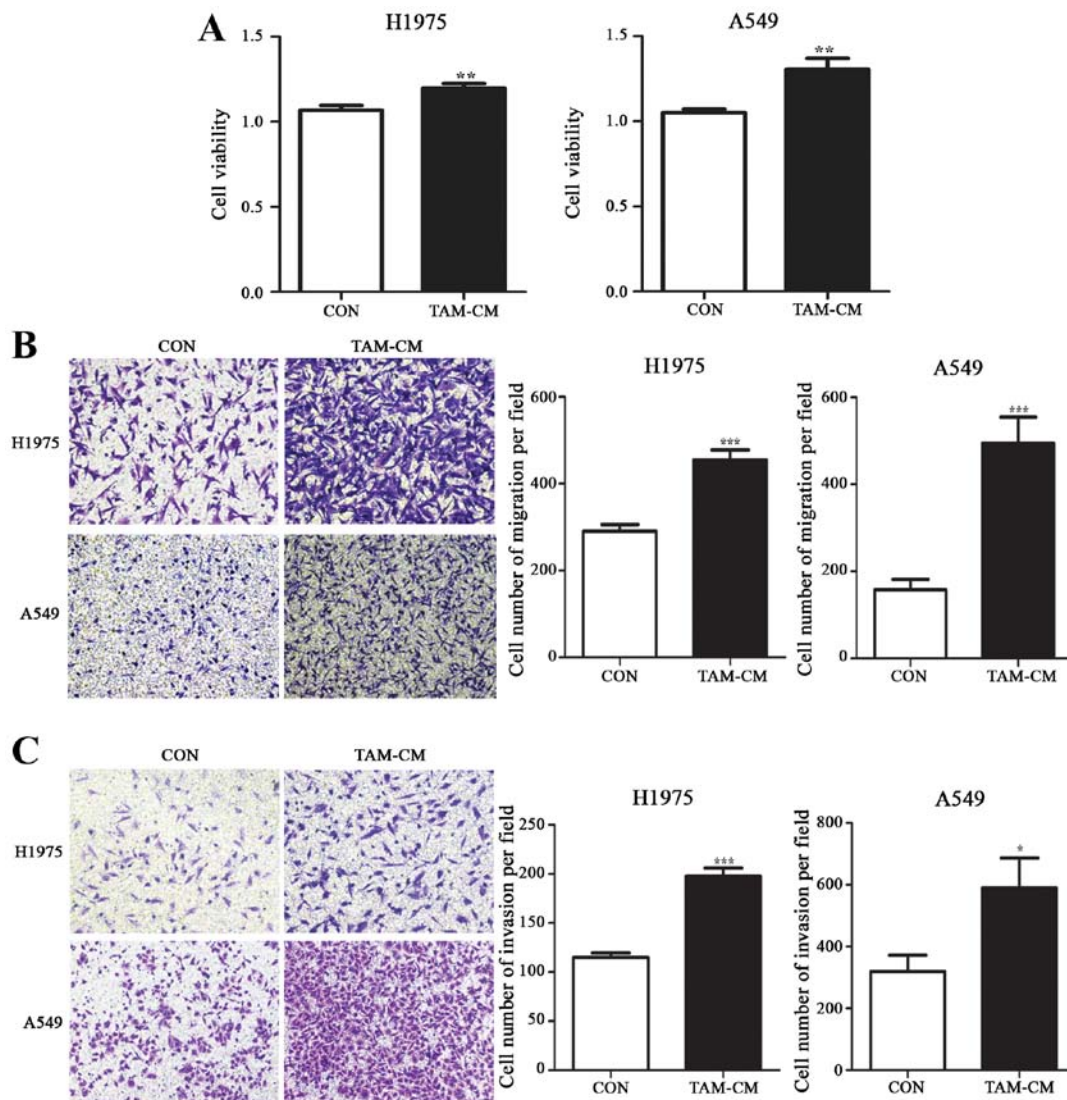 A
H1975
Cell viability
1.5
1.0
0.5
0.0
**
CON
TAM-CM
A549
Cell viability
1.5
1.0
0.5
0.0
**
CON
TAM-CM
B
CON
TAM-CM
H1975
A549
H1975
Cell number of migration per field
600
400
200
0
***
CON
TAM-CM
A549
Cell number of migration per field
600
400
200
0
***
CON
TAM-CM
C
CON
TAM-CM
H1975
A549
H1975
Cell number of invasion per field
250
200
150
100
50
0
***
CON
TAM-CM
A549
Cell number of invasion per field
800
600
400
200
0
*
CON
TAM-CM